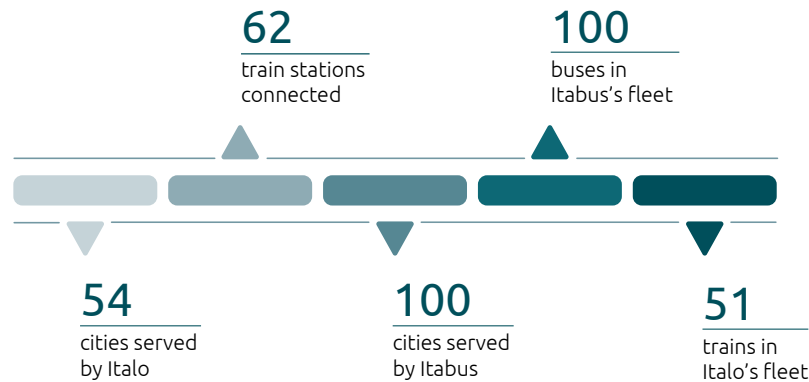 62
train stations
connected
100
buses in
Itabus’s fleet
54
cities served
by Italo
100
cities served
by Itabus
51
trains in
Italo’s fleet